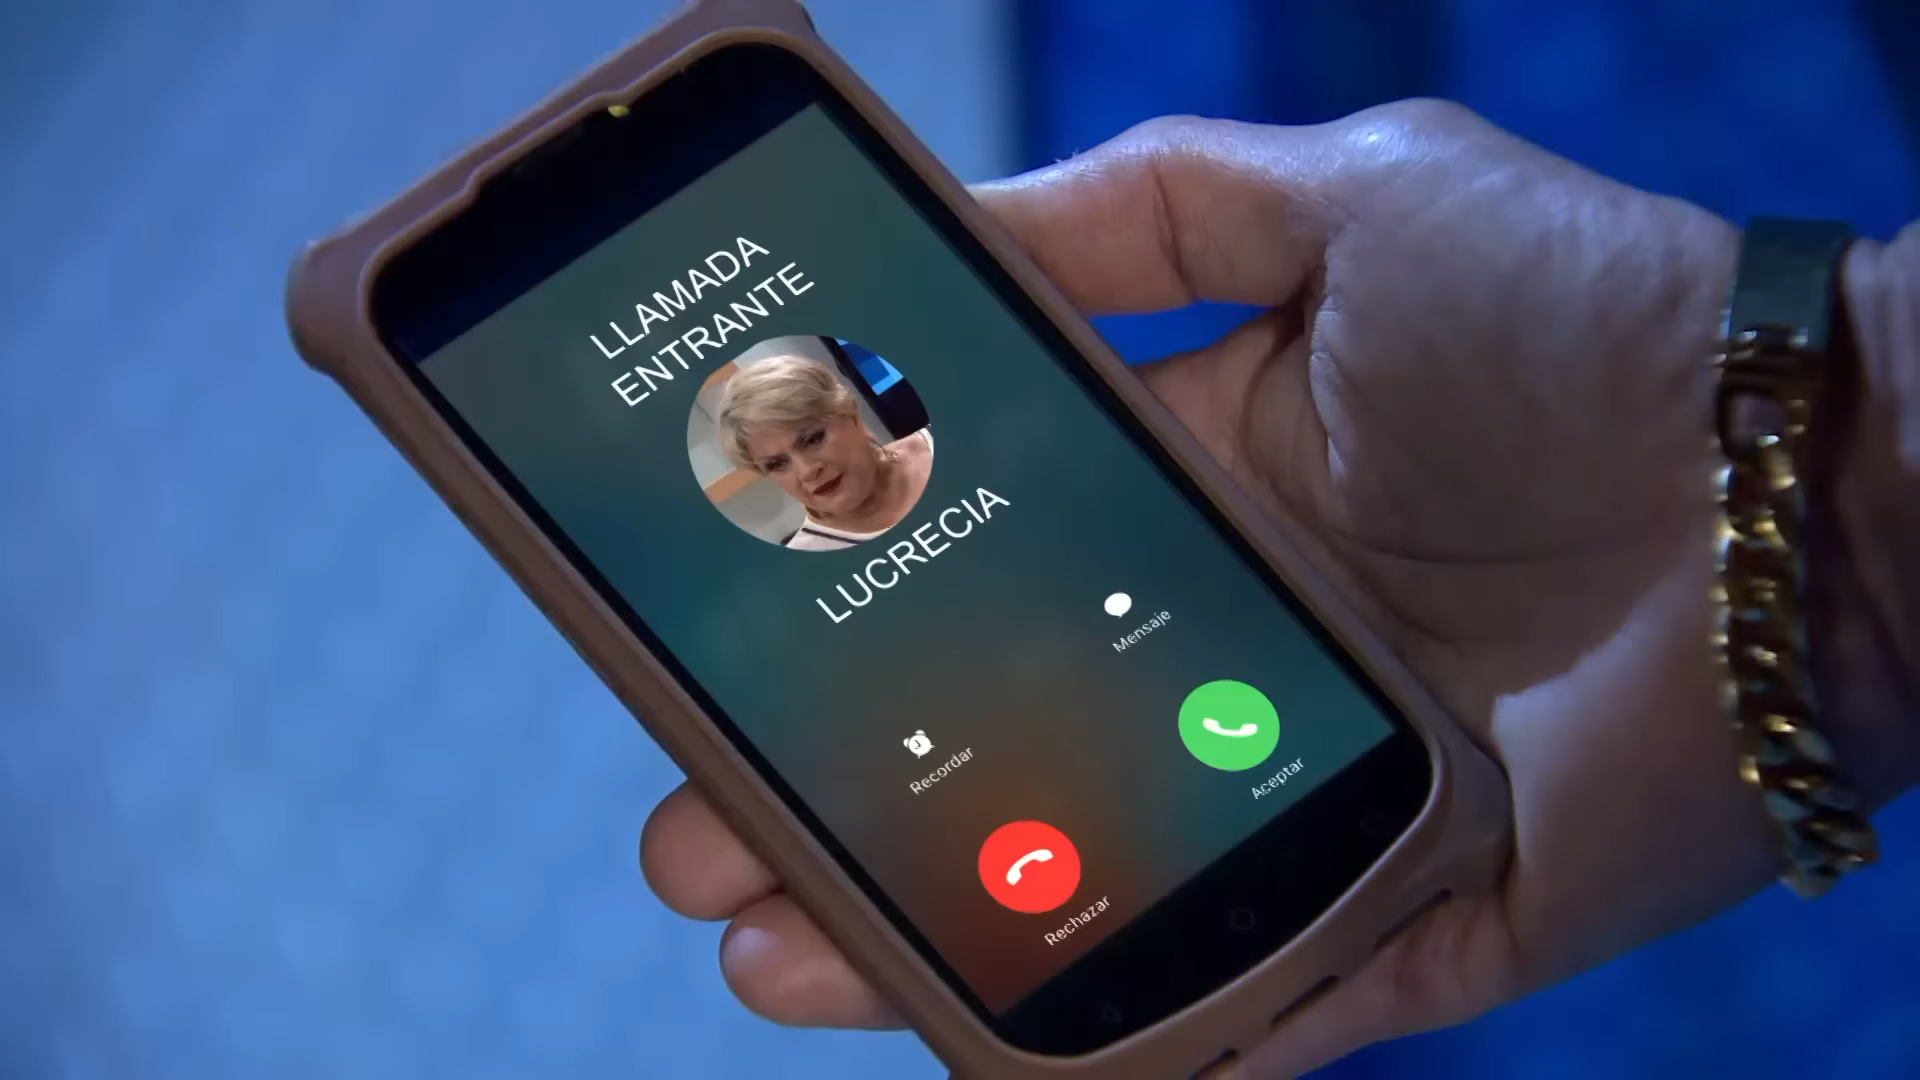 LLAMADA
ENTRANTE
LUCRECIA
Mensaje
Recordar
Aceptar
Rechazar